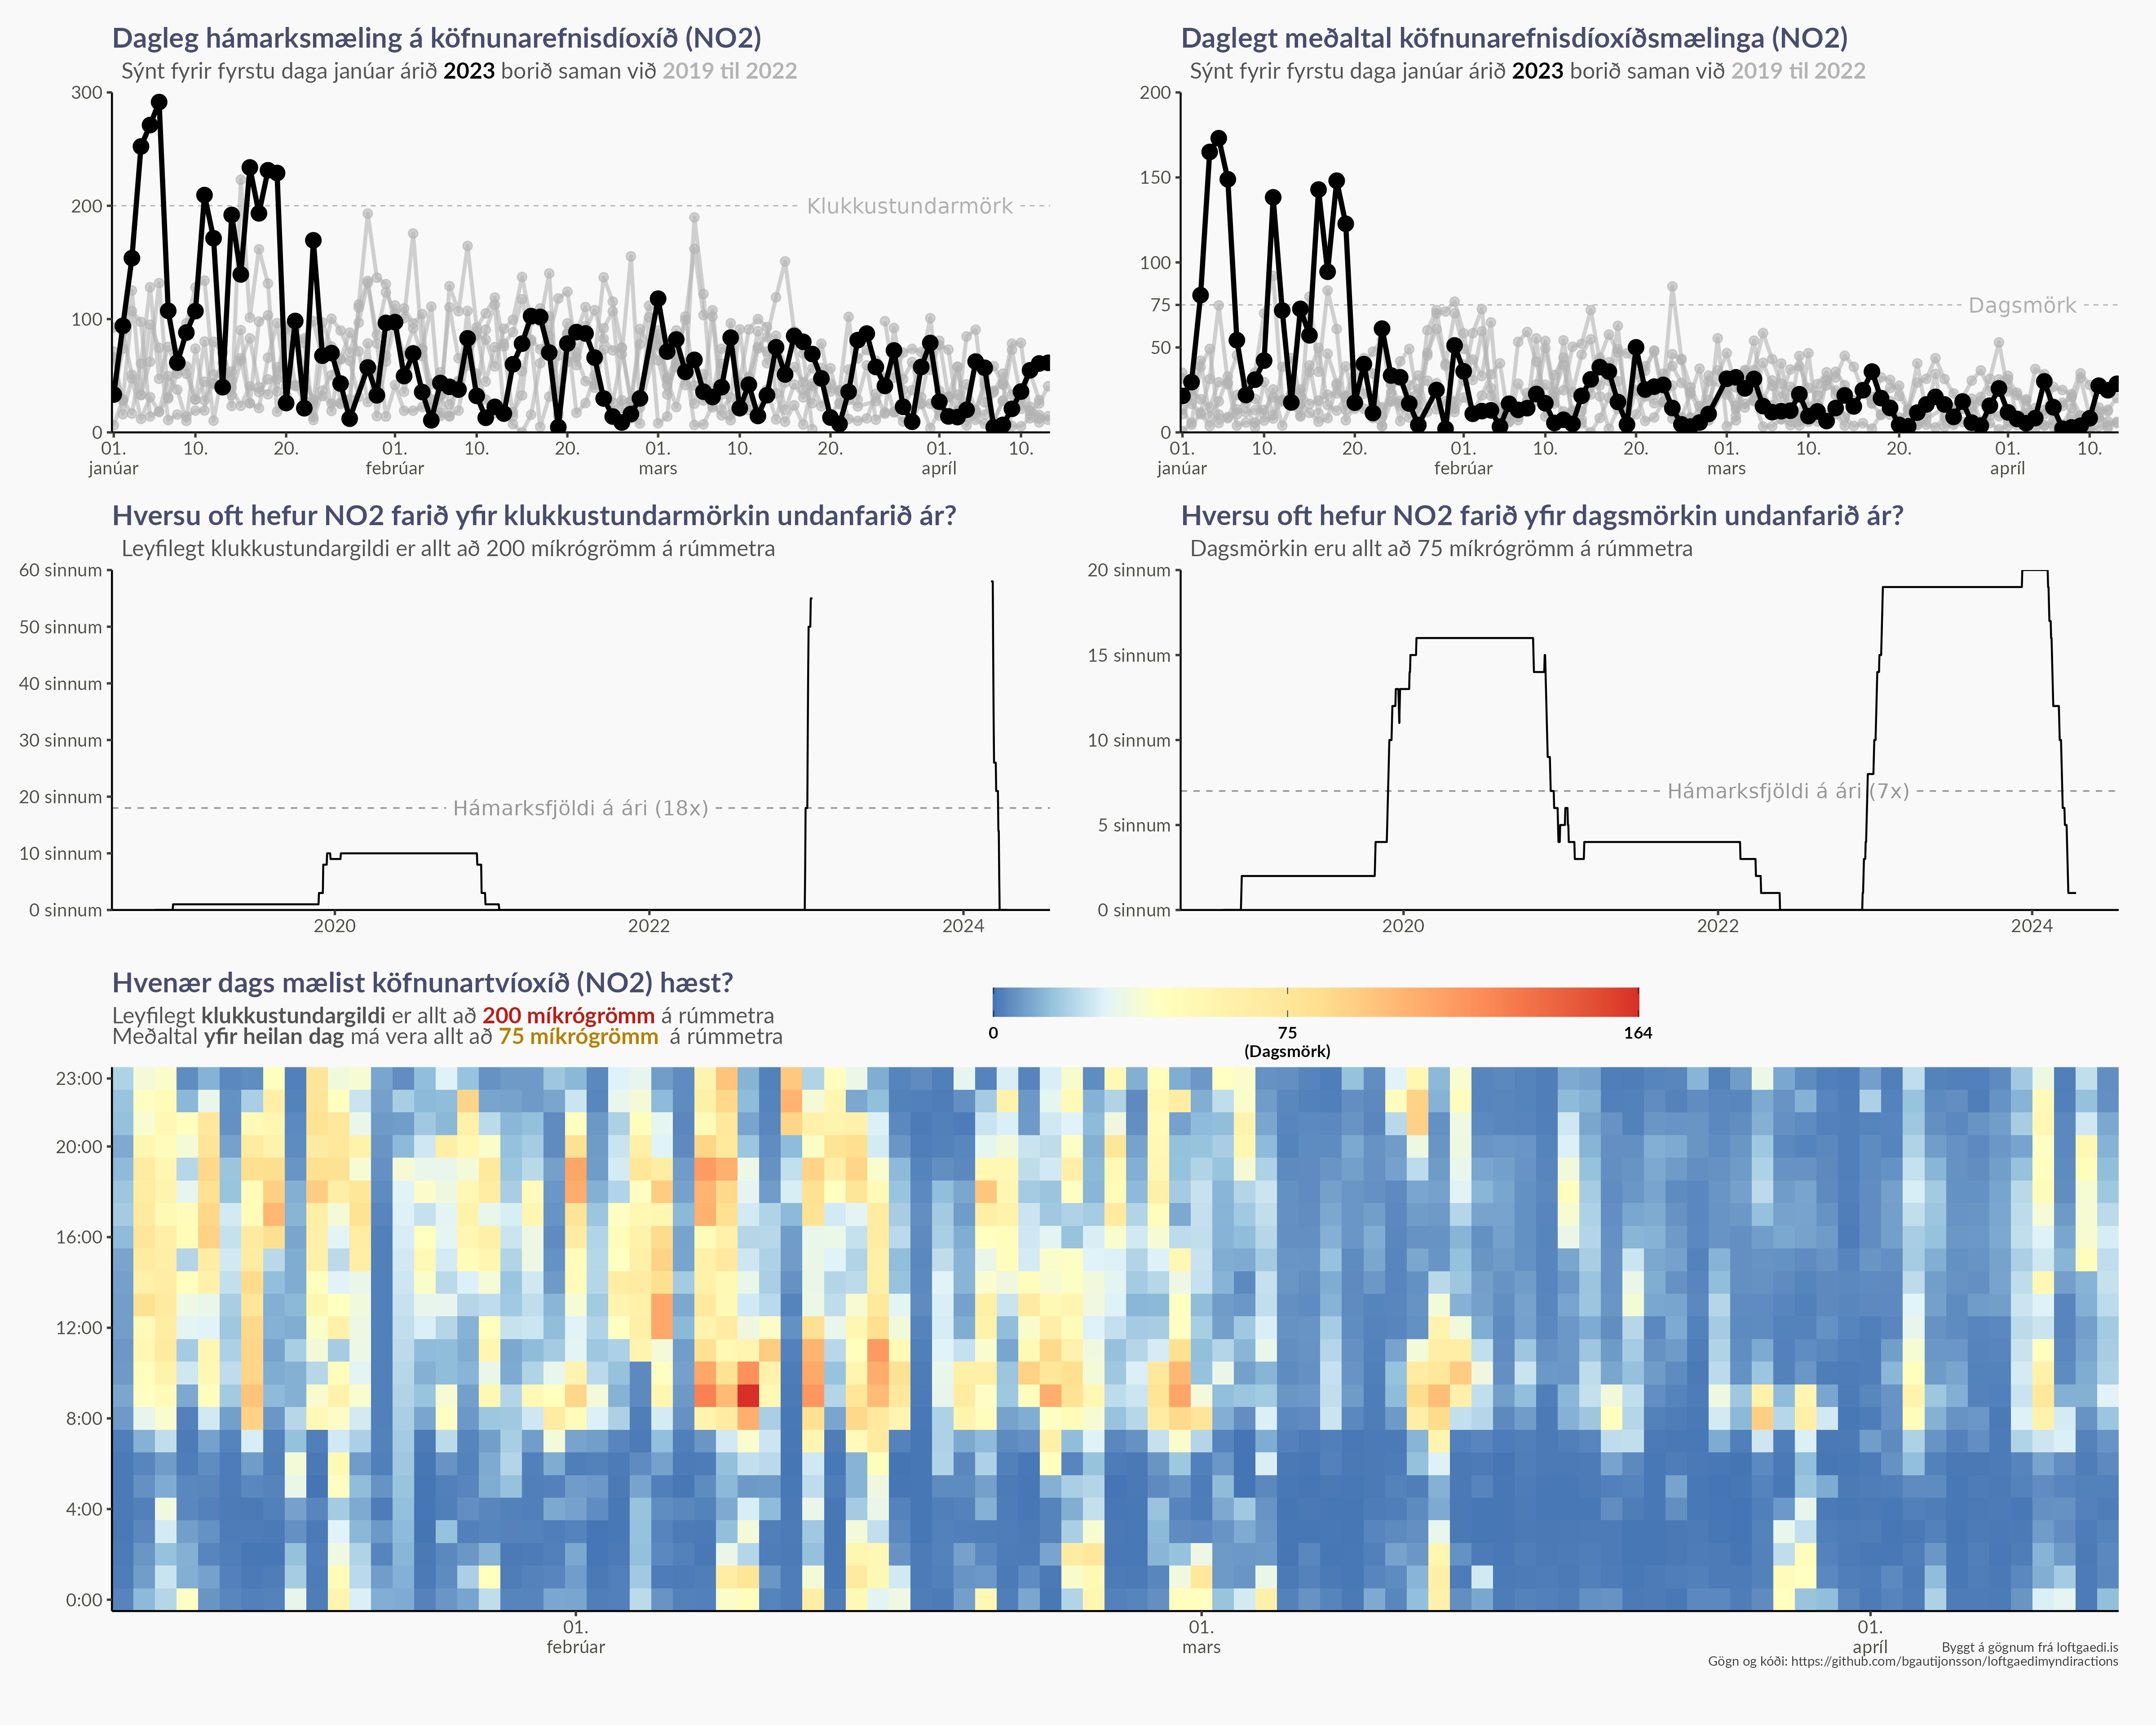 Dagleg hámarksmæling á köfnunarefnisdíoxíð (NO2)
Sýnt fyrir fyrstu daga janúar árið 2023 borið saman við 2019 til 2022
300
200
100
0
Klukkustundarmörk
01. 10. 20. 01. 10. 20. 01. 10. 20. 01. 10.
janúar febrúar mars apríl
Daglegt meðaltal köfnunarefnisdíoxíðsmælinga (NO2)
Sýnt fyrir fyrstu daga janúar árið 2023 borið saman við 2019 til 2022
200
150
100
75
50
0
Dagsmörk
01. 10. 20. 01. 10. 20. 01. 10. 20. 01. 10.
janúar febrúar mars apríl
Hversu oft hefur NO2 farið yfir klukkustundarmörkin undanfarið ár?
Leyfilegt klukkustundargildi er allt að 200 míkrógrömm á rúmmetra
60 sinnum
50 sinnum
40 sinnum
30 sinnum
20 sinnum
10 sinnum
0 sinnum
Hámarksfjöldi á ári (18x)
2020 2022 2024
Hversu oft hefur NO2 farið yfir dagsmörkin undanfarið ár?
Dagsmörkin eru allt að 75 míkrógrömm á rúmmetra
20 sinnum
15 sinnum
10 sinnum
5 sinnum
0 sinnum
Hámarksfjöldi á ári (7x)
2020 2022 2024
Hvenær dags mælist köfnunartvíoxíð (NO2) hæst?
Leyfilegt klukkustundargildi er allt að 200 míkrógrömm á rúmmetra
Meðaltal yfir heilan dag má vera allt að 75 míkrógrömm á rúmmetra
0 75 164
(Dagsmörk)
23:00
20:00
16:00
12:00
8:00
4:00
0:00
01. 01. 01.
febrúar mars apríl
Byggt á gögnum frá loftgaedi.is
Gögn og kóði: https://github.com/bgautijonsson/loftgaedimyndiractions